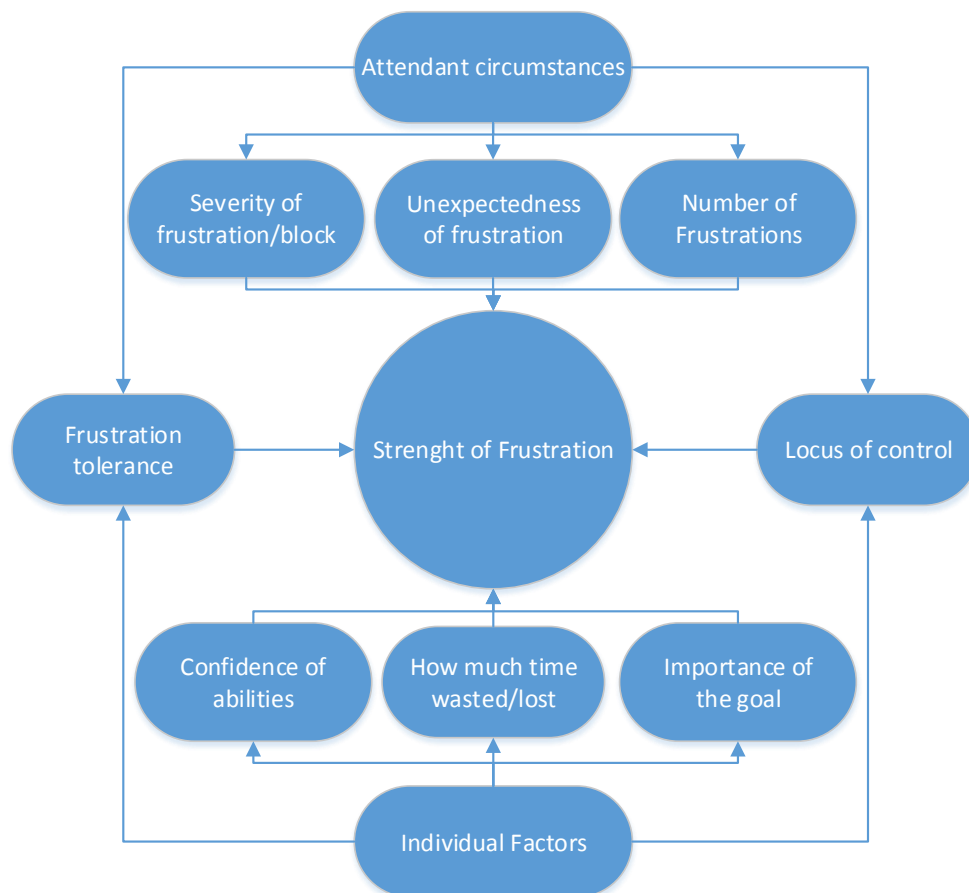 Attendant circumstances
Severity of
frustration/block
Unexpectedness
of frustration
Number of
Frustrations
Frustration
tolerance
Strenght of Frustration
Locus of control
Confidence of
abilities
How much time
wasted/lost
Importance of
the goal
Individual Factors